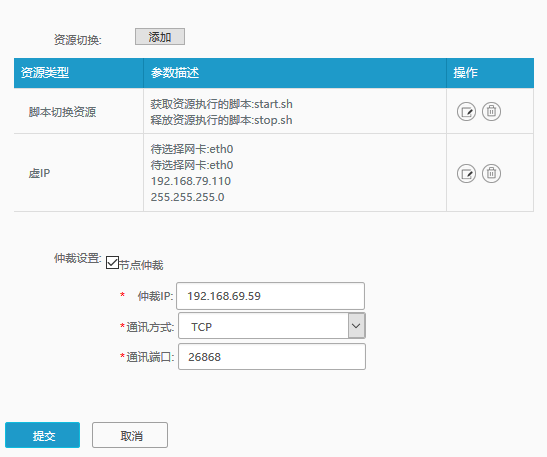 资源切换: 添加
资源类型 参数描述 操作
脚本切换资源 获取资源执行的脚本:start.sh
释放资源执行的脚本:stop.sh
虚IP 待选择网卡:eth0
待选择网卡:eth0
192.168.79.110
255.255.255.0
仲裁设置: 节点仲裁
* 仲裁IP: 192.168.69.59
*通讯方式: TCP
*通讯端口: 26868
提交 取消